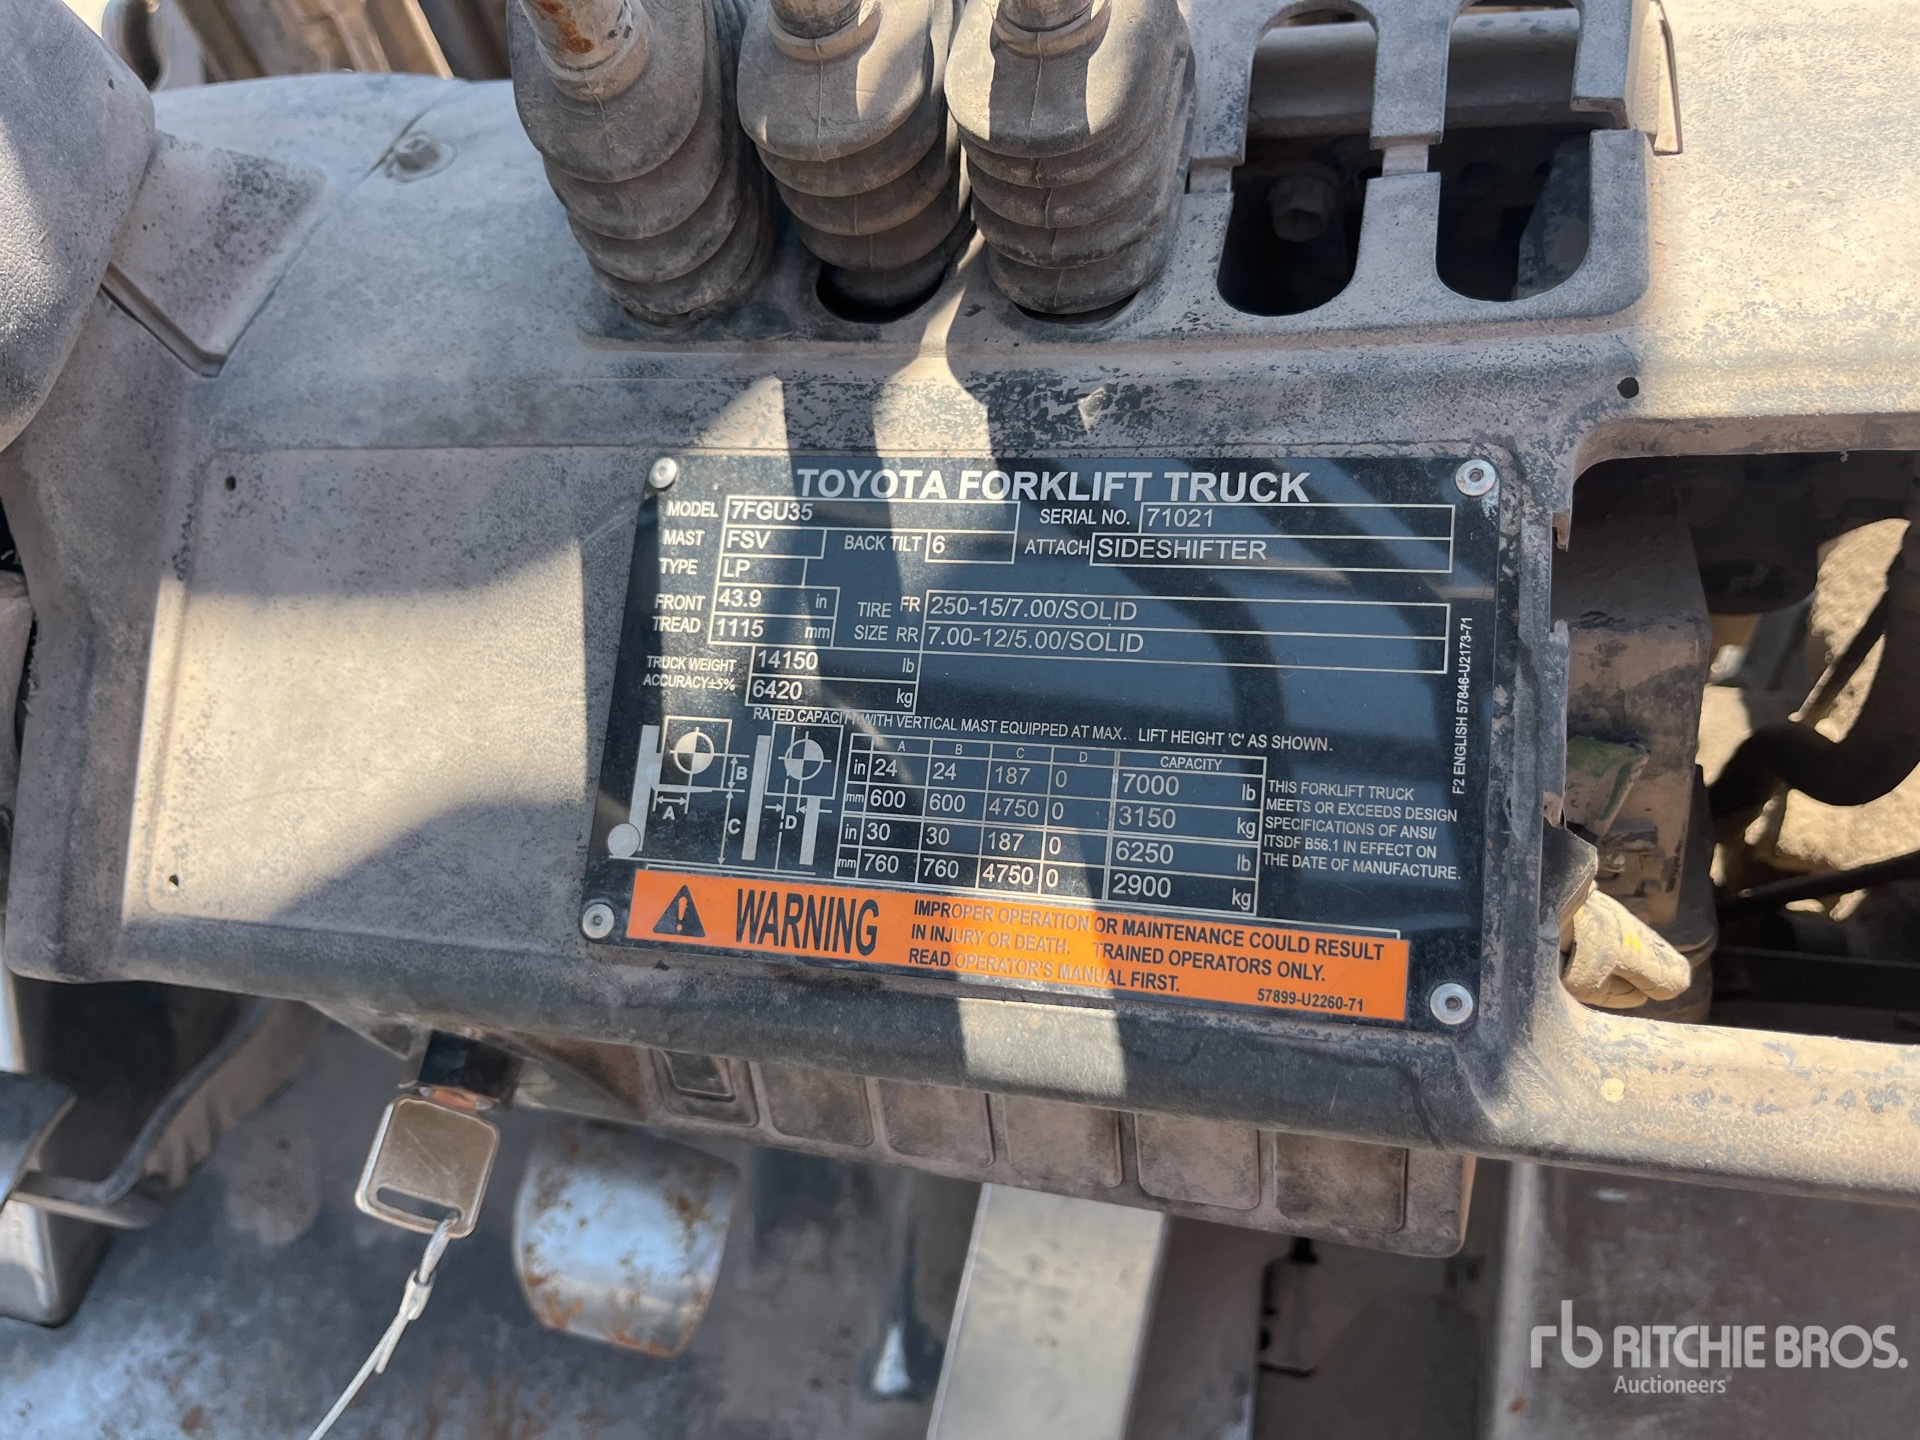 TOYOTA FORKLIFT TRUCK
MODEL 7FGU35 SERIAL NO. 71021
MAST FSV BACK TILT 6 ATTACH SIDESHIFTER
TYPE LP
FRONT TREAD 43.9 in TIRE SIZE FR 250-15/7.00/SOLID
1115 mm RR 7.00-12/5.00/SOLID
TRUCK WEIGHT 14150 lb
ACCURACY±5% 6420 kg
RATED CAPACITY WITH VERTICAL MAST EQUIPPED AT MAX. LIFT HEIGHT 'C' AS SHOWN.
A B C D CAPACITY
in 24 24 187 0 7000 lb
mm 600 600 4750 0 3150 kg
in 30 30 187 0 6250 lb
mm 760 760 4750 0 2900 kg
B
A
C
D
THIS FORKLIFT TRUCK
MEETS OR EXCEEDS DESIGN
SPECIFICATIONS OF ANSI/
ITSDF B56.1 IN EFFECT ON
THE DATE OF MANUFACTURE.
F2 ENGLISH 57846-U2173-71
WARNING
IMPROPER OPERATION OR MAINTENANCE COULD RESULT
IN INJURY OR DEATH. TRAINED OPERATORS ONLY.
READ OPERATOR'S MANUAL FIRST.
57899-U2260-71
rb RITCHIE BROS.
Auctioneers